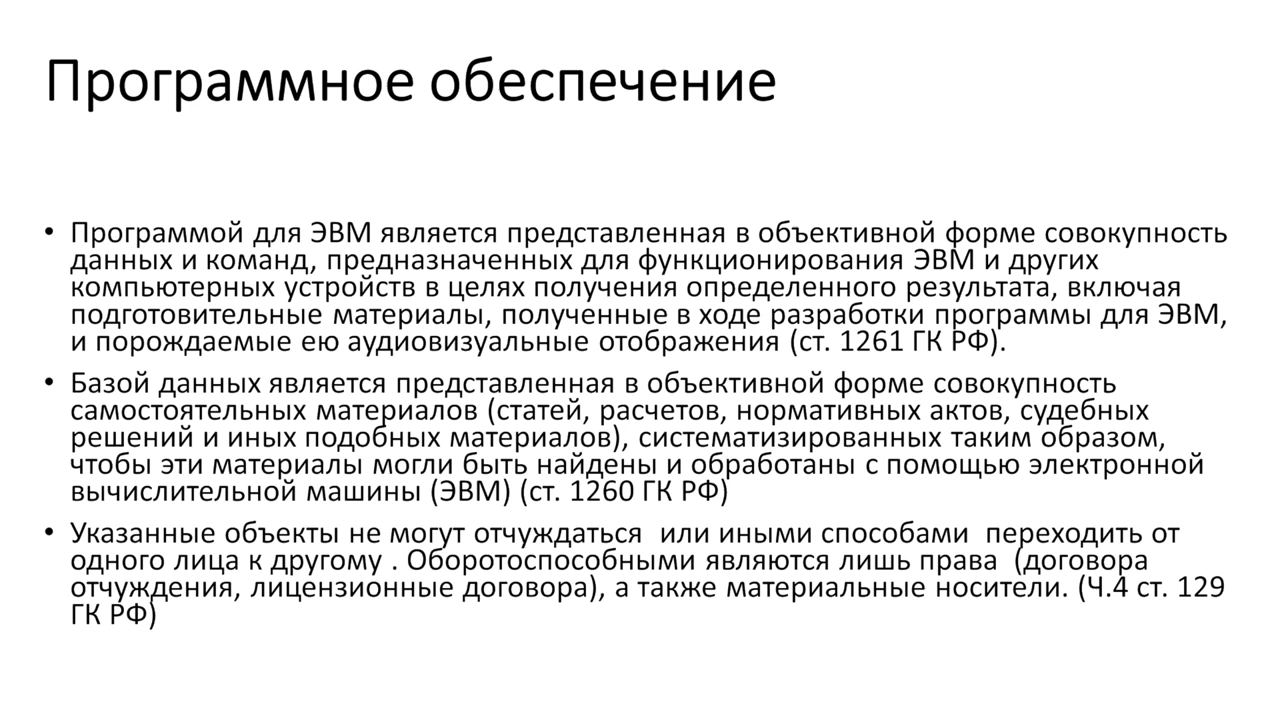 Программное обеспечение
• Программой для ЭВМ является представленная в объективной форме совокупность
данных и команд, предназначенных для функционирования ЭВМ и других
компьютерных устройств в целях получения определенного результата, включая
подготовительные материалы, полученные в ходе разработки программы для ЭВМ,
и порождаемые ею аудиовизуальные отображения (ст. 1261 ГК РФ).
• Базой данных является представленная в объективной форме совокупность
самостоятельных материалов (статей, расчетов, нормативных актов, судебных
решений и иных подобных материалов), систематизированных таким образом,
чтобы эти материалы могли быть найдены и обработаны с помощью электронной
вычислительной машины (ЭВМ) (ст. 1260 ГК РФ)
• Указанные объекты не могут отчуждаться  или иными способами  переходить от
одного лица к другому . Оборотоспособными являются лишь права  (договора
отчуждения, лицензионные договора), а также материальные носители. (Ч.4 ст. 129
ГК РФ)